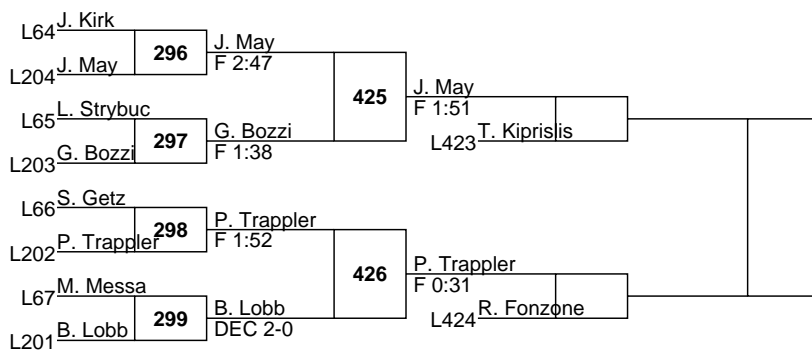 L64 J. Kirk
296
J. May
F 2:47
L204 J. May
425
J. May
F 1:51
L65 L. Strybuc
297
G. Bozzi
F 1:38
L423 T. Kiprislis
L203 G. Bozzi
L66 S. Getz
298
P. Trappler
F 1:52
L202 P. Trappler
426
P. Trappler
F 0:31
L67 M. Messa
299
B. Lobb
DEC 2-0
L424 R. Fonzone
L201 B. Lobb